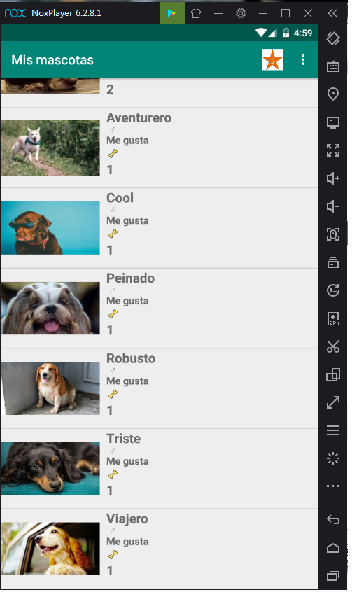 nox NoxPlayer 6.2.8.1
4:59
Mis mascotas
2
Aventurero
Me gusta
1
Cool
Me gusta
1
Peinado
Me gusta
1
Robusto
Me gusta
1
Triste
Me gusta
1
Viajero
Me gusta
1